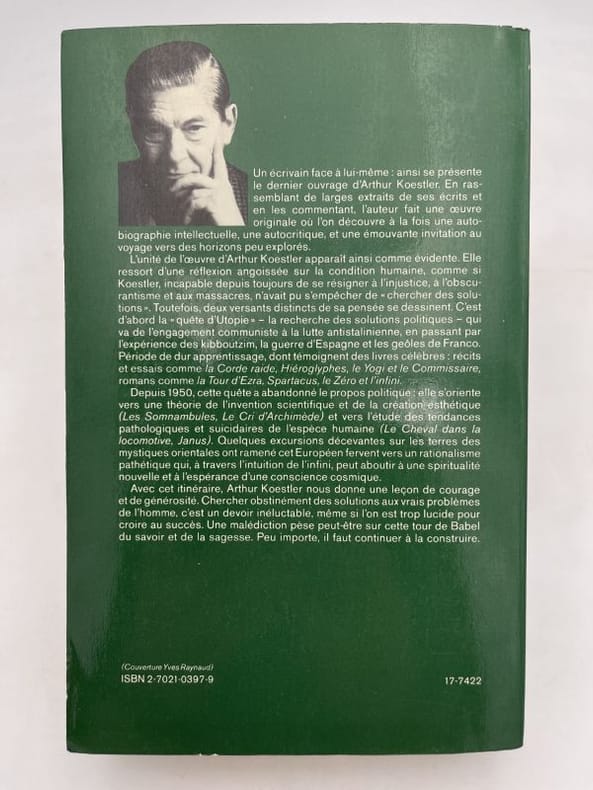 Un écrivain face à lui-même : ainsi se présente
le dernier ouvrage d'Arthur Koestler. En ras-
semblant de larges extraits de ses écrits et
en les commentant, l'auteur fait une œuvre
originale où l'on découvre à la fois une auto-
biographie intellectuelle, une autocritique, et une émouvante invitation au
voyage vers des horizons peu explorés.
L'unité de l'œuvre d'Arthur Koestler apparaît ainsi comme évidente. Elle
ressort d'une réflexion angoissée sur la condition humaine, comme si
Koestler, incapable depuis toujours de se résigner à l'injustice, à l'obscu-
rantisme et aux massacres, n'avait pu s'empêcher de « chercher des solu-
tions ». Toutefois, deux versants distincts de sa pensée se dessinent. C'est
d'abord la « quête d'Utopie » – la recherche des solutions politiques – qui
va de l'engagement communiste à la lutte antistalinienne, en passant par
l'expérience des kibboutzim, la guerre d'Espagne et les geôles de Franco.
Période de dur apprentissage, dont témoignent des livres célèbres : récits
et essais comme la Corde raide, Hiéroglyphes, le Yogi et le Commissaire,
romans comme la Tour d'Ezra, Spartacus, le Zéro et l'infini.
Depuis 1950, cette quête a abandonné le propos politique : elle s'oriente
vers une théorie de l'invention scientifique et de la création esthétique
(Les Somnambules, Le Cri d'Archimède) et vers l'étude des tendances
pathologiques et suicidaires de l'espèce humaine (Le Cheval dans la
locomotive, Janus). Quelques excursions décevantes sur les terres des
mystiques orientales ont ramené cet Européen fervent vers un rationalisme
pathétique qui, à travers l'intuition de l'infini, peut aboutir à une spiritualité
nouvelle et à l'espérance d'une conscience cosmique.
Avec cet itinéraire, Arthur Koestler nous donne une leçon de courage
et de générosité. Chercher obstinément des solutions aux vrais problèmes
de l'homme, c'est un devoir inéluctable, même si l'on est trop lucide pour
croire au succès. Une malédiction pèse peut-être sur cette tour de Babel
du savoir et de la sagesse. Peu importe, il faut continuer à la construire.
(Couverture Yves Raynaud)
ISBN 2-7021-0397-9
17-7422